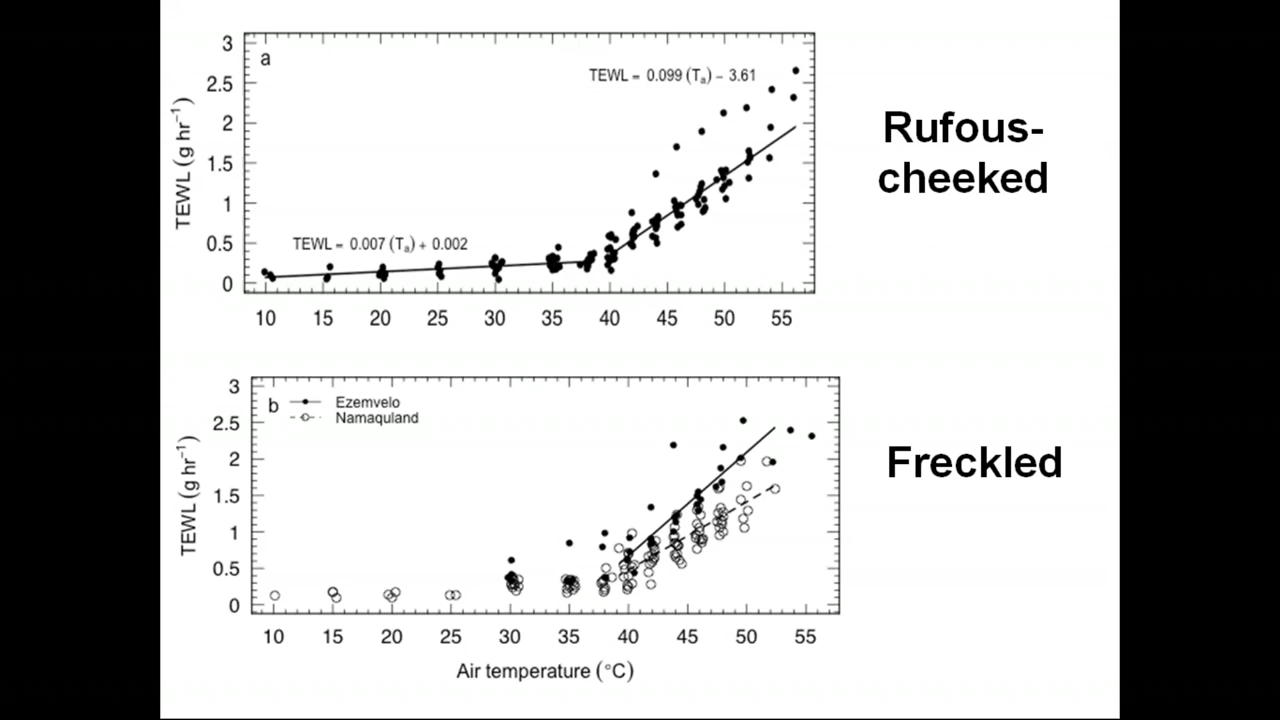 3
a
TEWL = 0.099 (Ta) − 3.61
2.5
2
1.5
1
0.5
0
TEWL (g hr⁻¹)
TEWL = 0.007 (Ta) + 0.002
10 15 20 25 30 35 40 45 50 55
Rufous-
cheeked
3
b
Ezemvelo
Namaquland
2.5
2
1.5
1
0.5
0
TEWL (g hr⁻¹)
10 15 20 25 30 35 40 45 50 55
Air temperature (°C)
Freckled